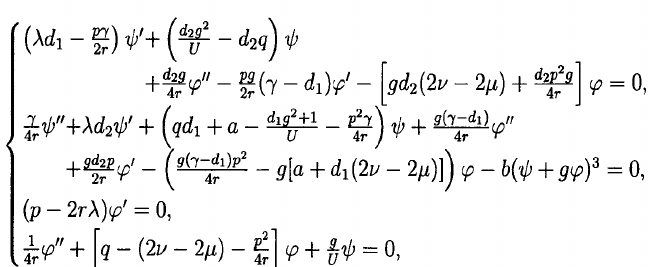 (λd₁ − pγ/2r) ψ′ + (d₂g²/U − d₂q) ψ
+ d₂g/4r φ″ − pg/2r (γ − d₁)φ′ − [gd₂(2ν − 2μ) + d₂p²g/4r] φ = 0,
γ/4r ψ″ + λd₂ψ′ + (qd₁ + a − (d₁g²+1)/U − p²γ/4r) ψ + g(γ−d₁)/4r φ″
+ gd₂p/2r φ′ − (g(γ−d₁)p²/4r − g[a + d₁(2ν − 2μ)]) φ − b(ψ + gφ)³ = 0,
(p − 2rλ)φ′ = 0,
1/4r φ″ + [q − (2ν − 2μ) − p²/4r] φ + g/U ψ = 0,